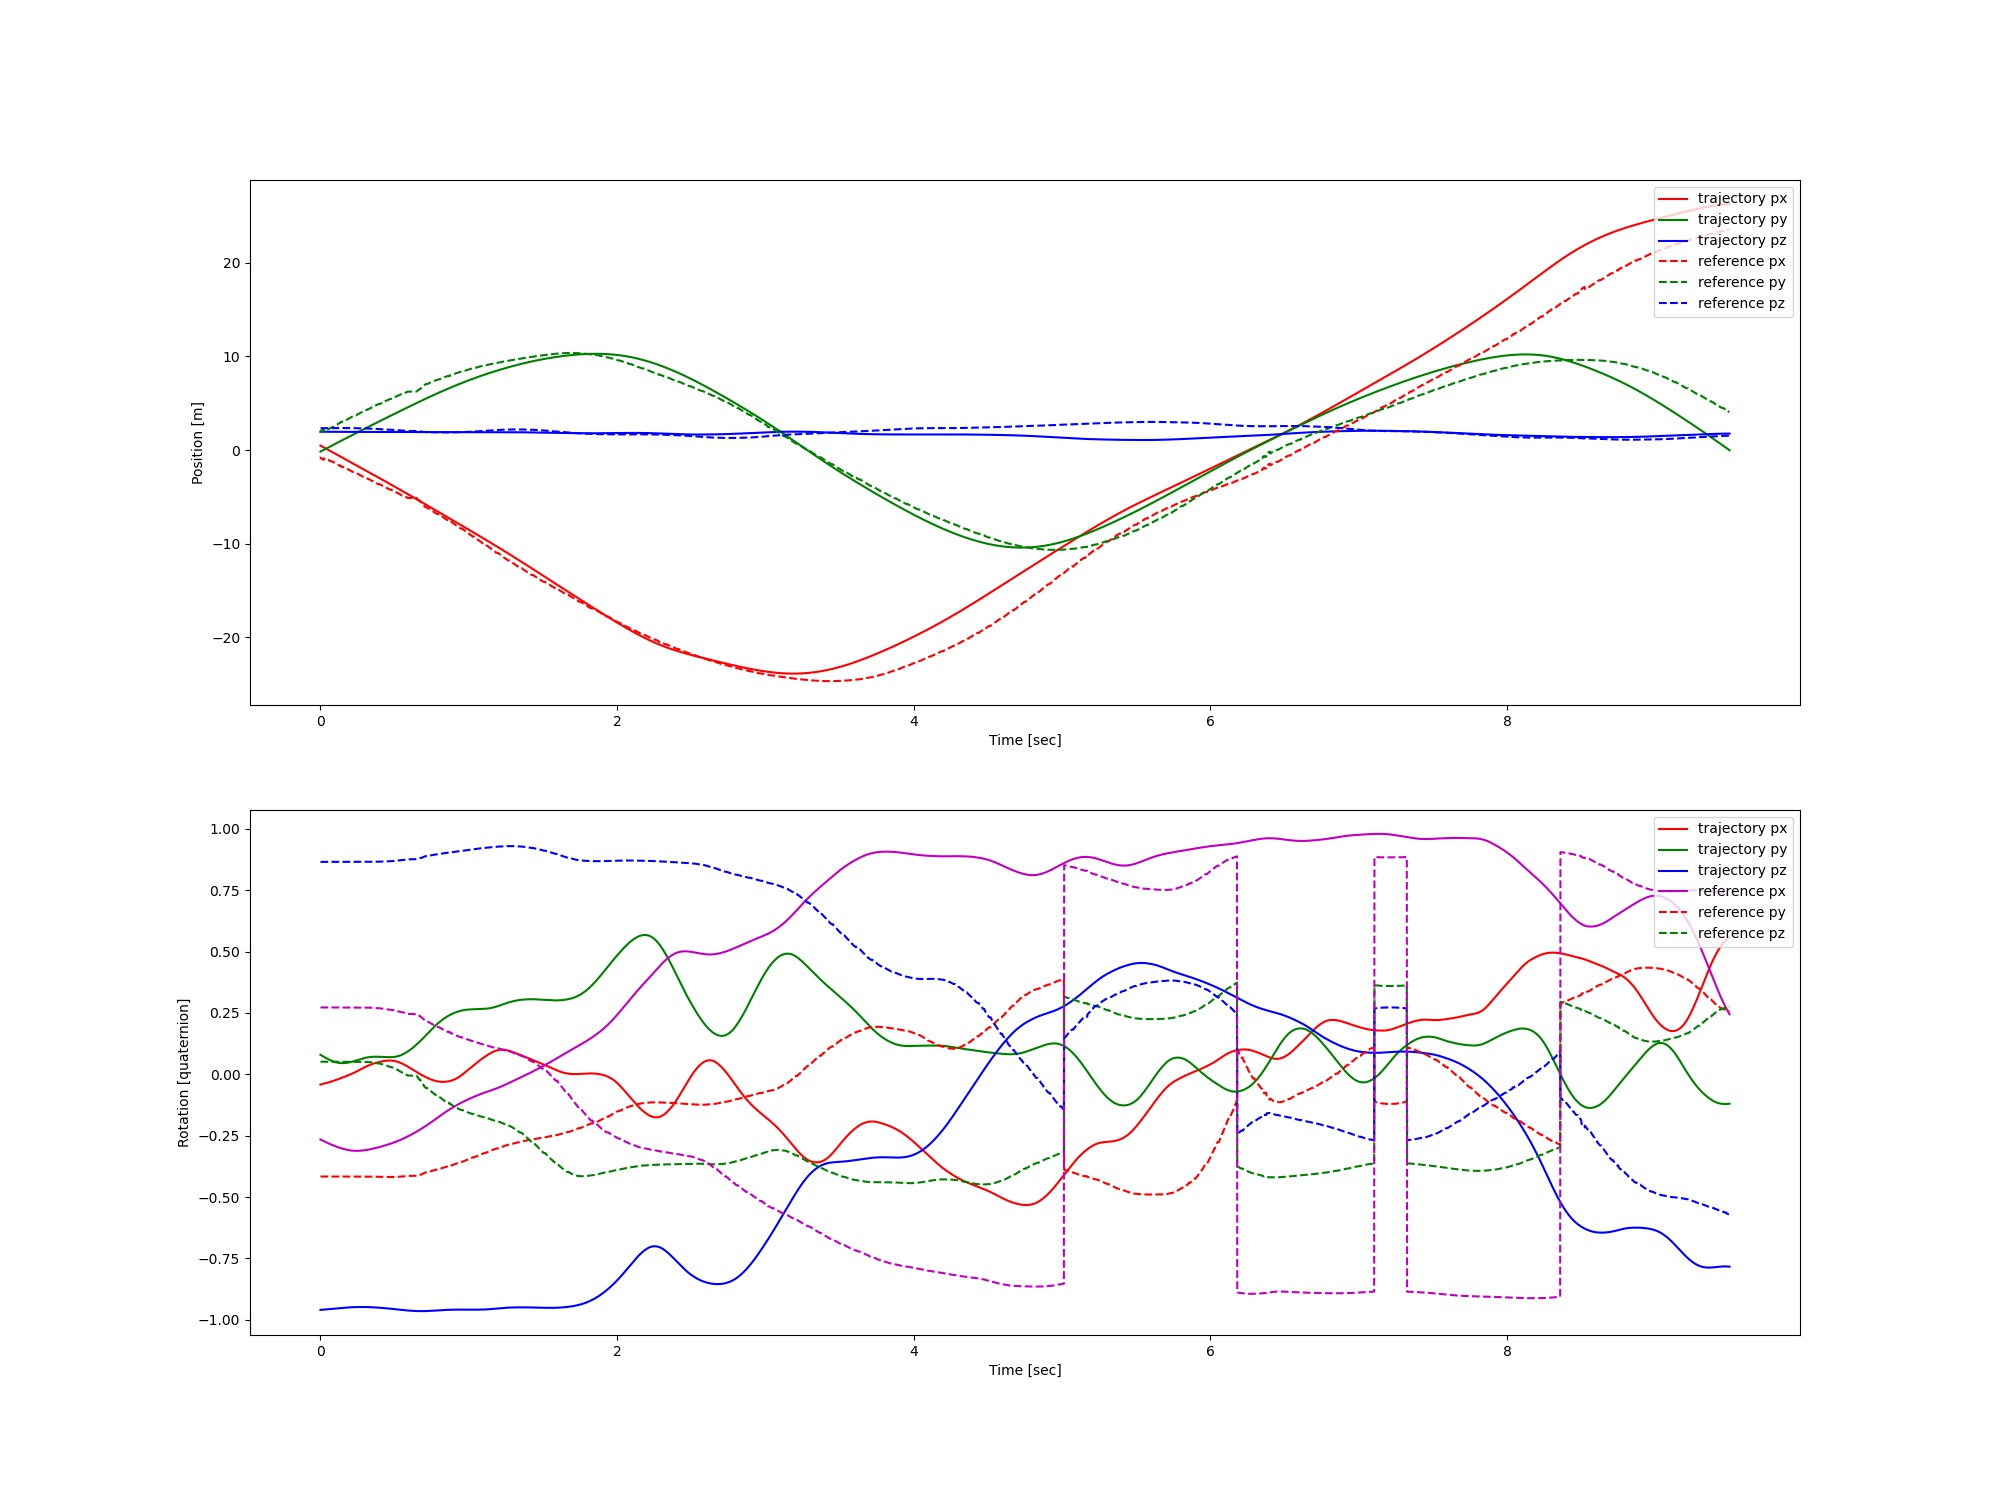 20
10
0
−10
−20
Position [m]
0 2 4 6 8
Time [sec]
trajectory px
trajectory py
trajectory pz
reference px
reference py
reference pz
1.00
0.75
0.50
0.25
0.00
−0.25
−0.50
−0.75
−1.00
Rotation [quaternion]
0 2 4 6 8
Time [sec]
trajectory px
trajectory py
trajectory pz
reference px
reference py
reference pz